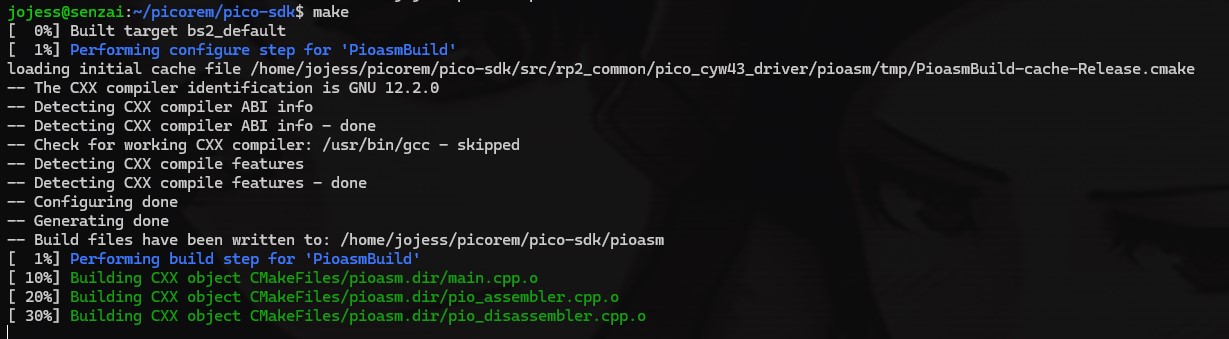 jojess@senzai:~/picorem/pico-sdk$ make
[  0%] Built target bs2_default
[  1%] Performing configure step for 'PioasmBuild'
loading initial cache file /home/jojess/picorem/pico-sdk/src/rp2_common/pico_cyw43_driver/pioasm/tmp/PioasmBuild-cache-Release.cmake
-- The CXX compiler identification is GNU 12.2.0
-- Detecting CXX compiler ABI info
-- Detecting CXX compiler ABI info - done
-- Check for working CXX compiler: /usr/bin/gcc - skipped
-- Detecting CXX compile features
-- Detecting CXX compile features - done
-- Configuring done
-- Generating done
-- Build files have been written to: /home/jojess/picorem/pico-sdk/pioasm
[  1%] Performing build step for 'PioasmBuild'
[ 10%] Building CXX object CMakeFiles/pioasm.dir/main.cpp.o
[ 20%] Building CXX object CMakeFiles/pioasm.dir/pio_assembler.cpp.o
[ 30%] Building CXX object CMakeFiles/pioasm.dir/pio_disassembler.cpp.o